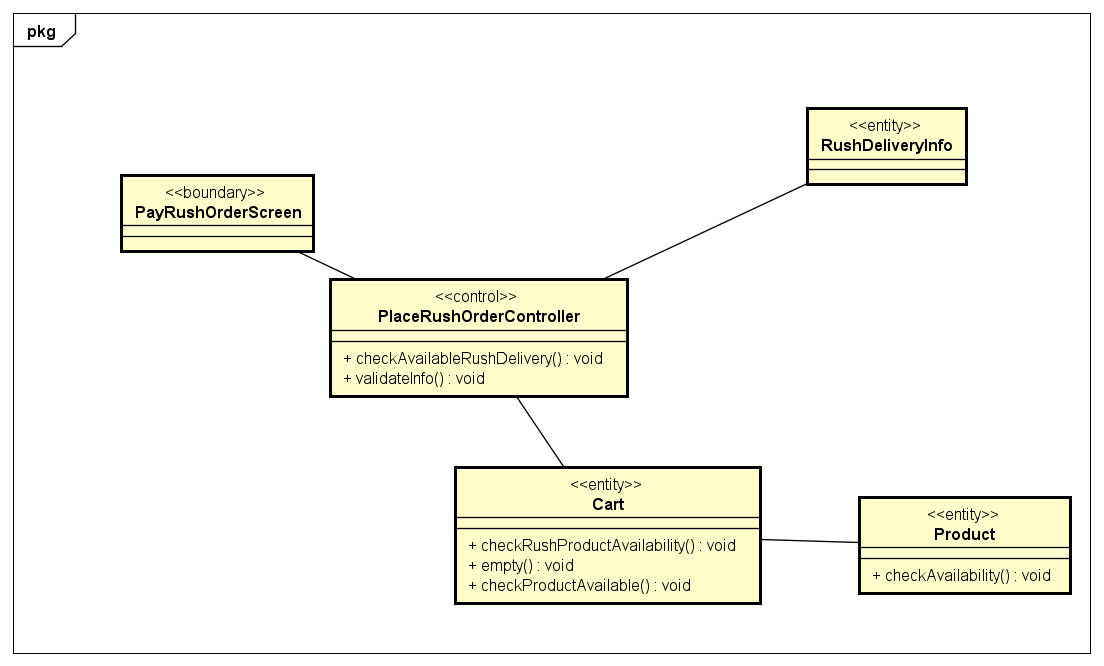 pkg
<<entity>>
RushDeliveryInfo
<<boundary>>
PayRushOrderScreen
<<control>>
PlaceRushOrderController
+ checkAvailableRushDelivery() : void
+ validateInfo() : void
<<entity>>
Cart
+ checkRushProductAvailability() : void
+ empty() : void
+ checkProductAvailable() : void
<<entity>>
Product
+ checkAvailability() : void